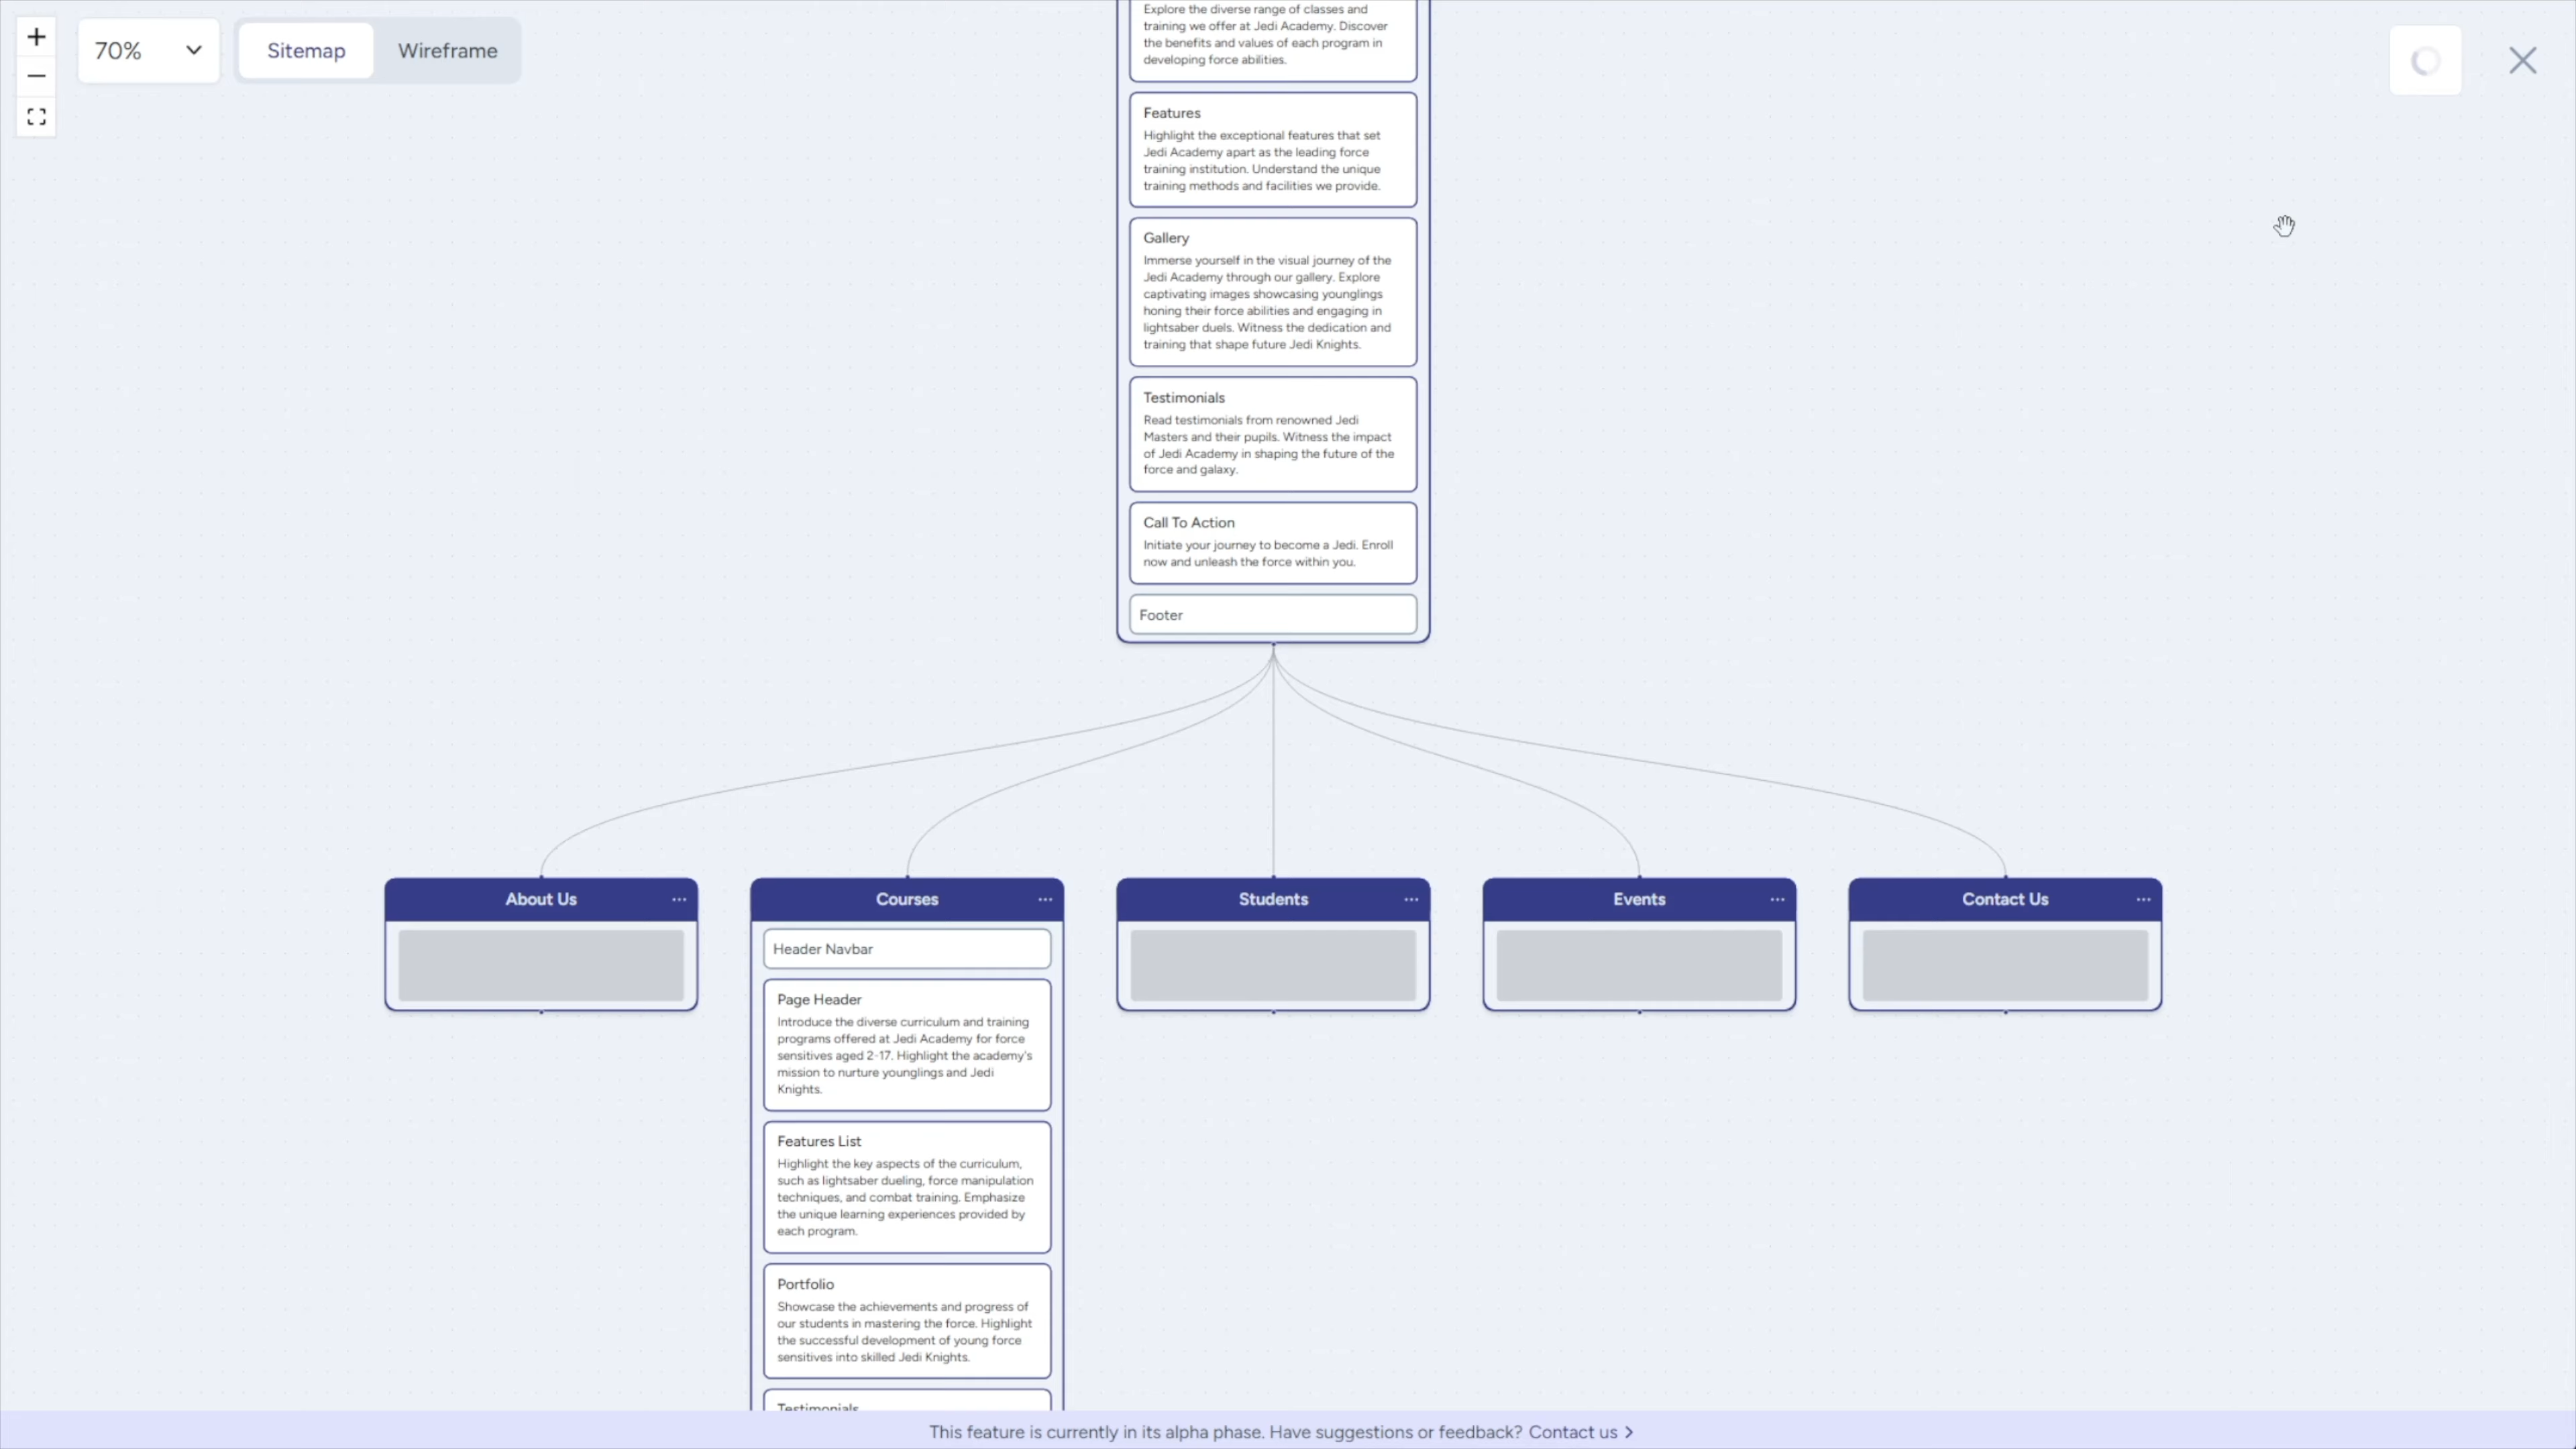 70%
Sitemap
Wireframe
Explore the diverse range of classes and
training we offer at Jedi Academy. Discover
the benefits and values of each program in
developing force abilities.
Features
Highlight the exceptional features that set
Jedi Academy apart as the leading force
training institution. Understand the unique
training methods and facilities we provide.
Gallery
Immerse yourself in the visual journey of the
Jedi Academy through our gallery. Explore
captivating images showcasing younglings
honing their force abilities and engaging in
lightsaber duels. Witness the dedication and
training that shape future Jedi Knights.
Testimonials
Read testimonials from renowned Jedi
Masters and their pupils. Witness the impact
of Jedi Academy in shaping the future of the
force and galaxy.
Call To Action
Initiate your journey to become a Jedi. Enroll
now and unleash the force within you.
Footer
About Us
Courses
Students
Events
Contact Us
Header Navbar
Page Header
Introduce the diverse curriculum and training
programs offered at Jedi Academy for force
sensitives aged 2-17. Highlight the academy's
mission to nurture younglings and Jedi
Knights.
Features List
Highlight the key aspects of the curriculum,
such as lightsaber dueling, force manipulation
techniques, and combat training. Emphasize
the unique learning experiences provided by
each program.
Portfolio
Showcase the achievements and progress of
our students in mastering the force. Highlight
the successful development of young force
sensitives into skilled Jedi Knights.
Testimonials
This feature is currently in its alpha phase. Have suggestions or feedback? Contact us